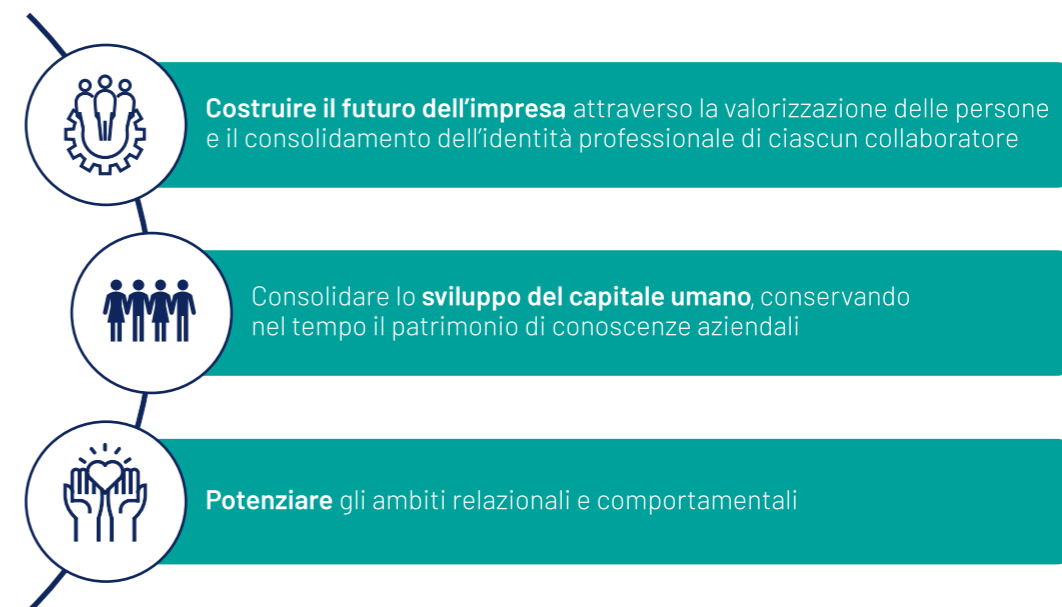 Costruire il futuro dell’impresa, attraverso la valorizzazione delle persone
e il consolidamento dell’identità professionale di ciascun collaboratore
Consolidare lo sviluppo del capitale umano, conservando
nel tempo il patrimonio di conoscenze aziendali
Potenziare gli ambiti relazionali e comportamentali